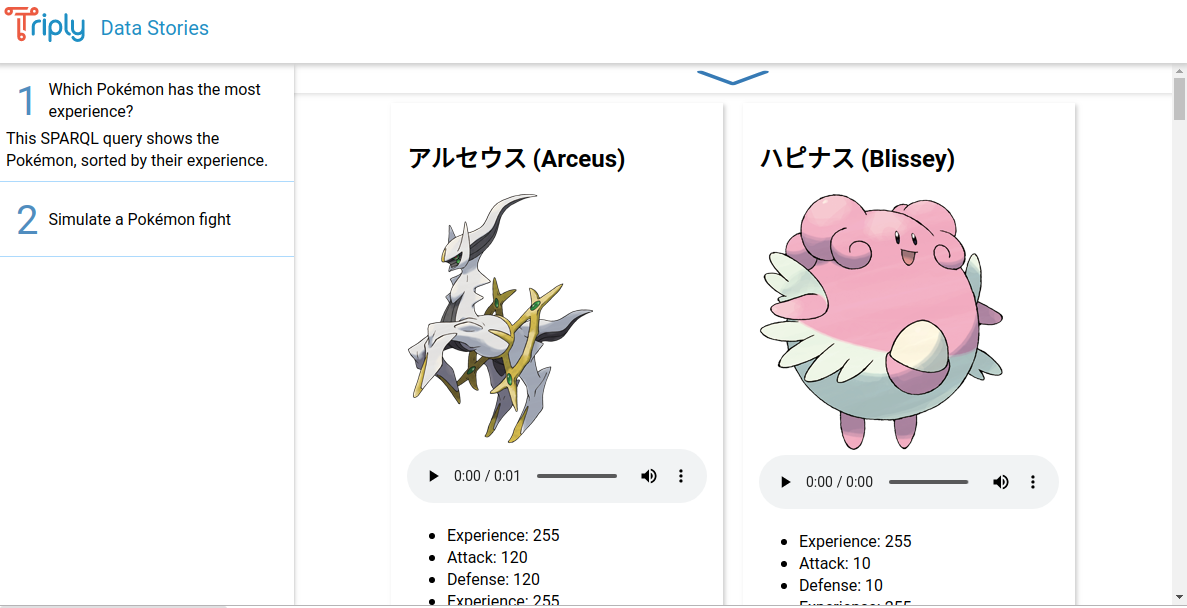 Triply Data Stories
1 Which Pokémon has the most
experience?
This SPARQL query shows the
Pokémon, sorted by their experience.
2 Simulate a Pokémon fight
アルセウス (Arceus)
0:00 / 0:01
Experience: 255
Attack: 120
Defense: 120
Experience: 255
ハピナス (Blissey)
0:00 / 0:00
Experience: 255
Attack: 10
Defense: 10
Experience: 255